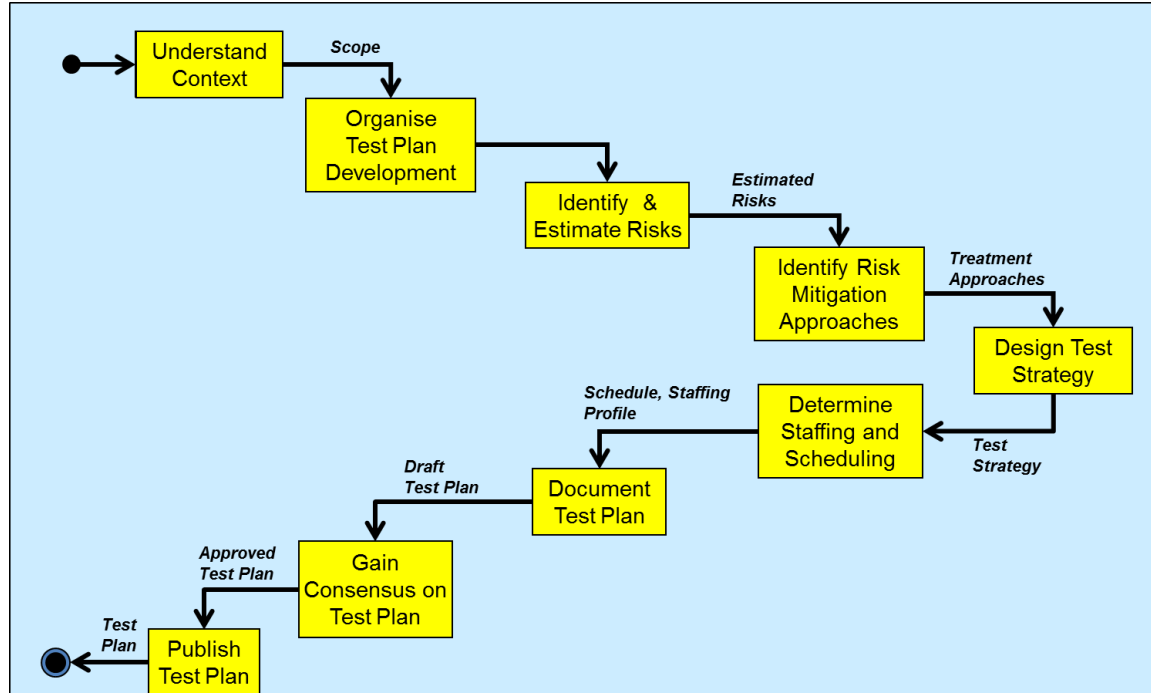 Understand
Context
Scope
Organise
Test Plan
Development
Identify &
Estimate Risks
Estimated
Risks
Identify Risk
Mitigation
Approaches
Treatment
Approaches
Design Test
Strategy
Test
Strategy
Determine
Staffing and
Scheduling
Schedule, Staffing
Profile
Document
Test Plan
Draft
Test Plan
Gain
Consensus on
Test Plan
Approved
Test Plan
Publish
Test Plan
Test
Plan